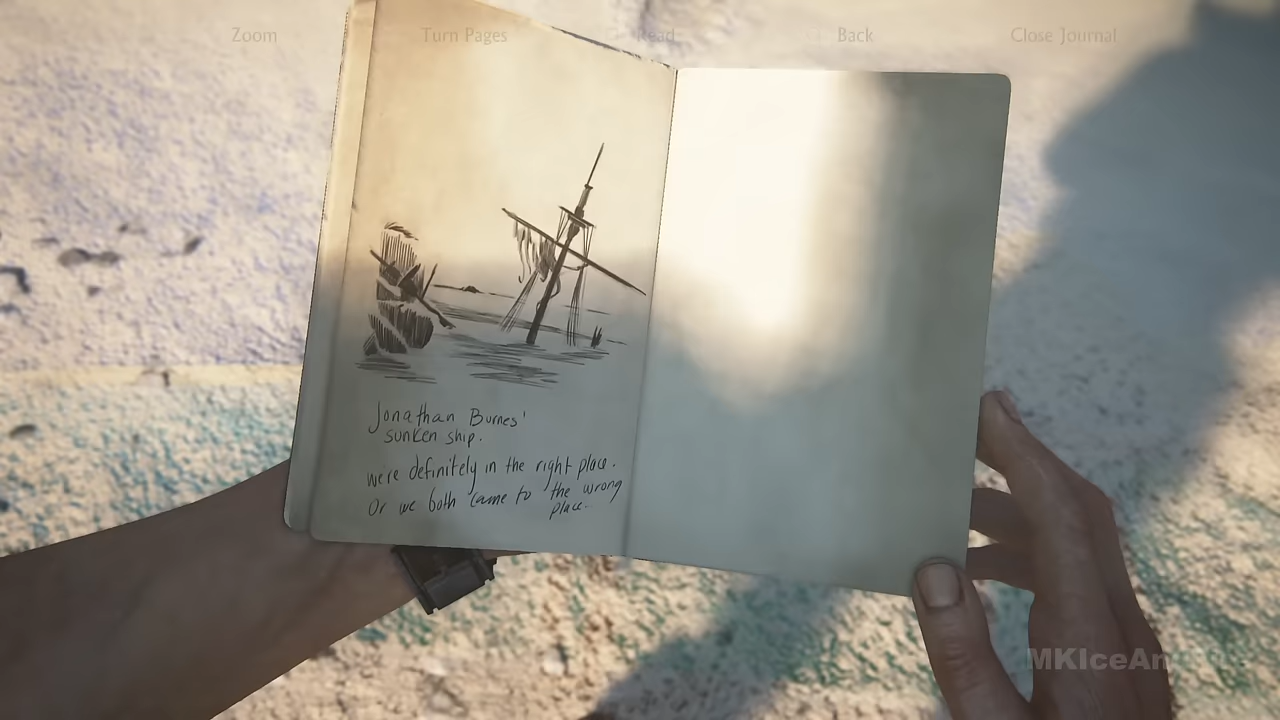 Zoom Turn Pages Read Back Close Journal
Jonathan Burnes'
sunken ship.
were definitely in the right place.
Or we both came to the wrong
place.